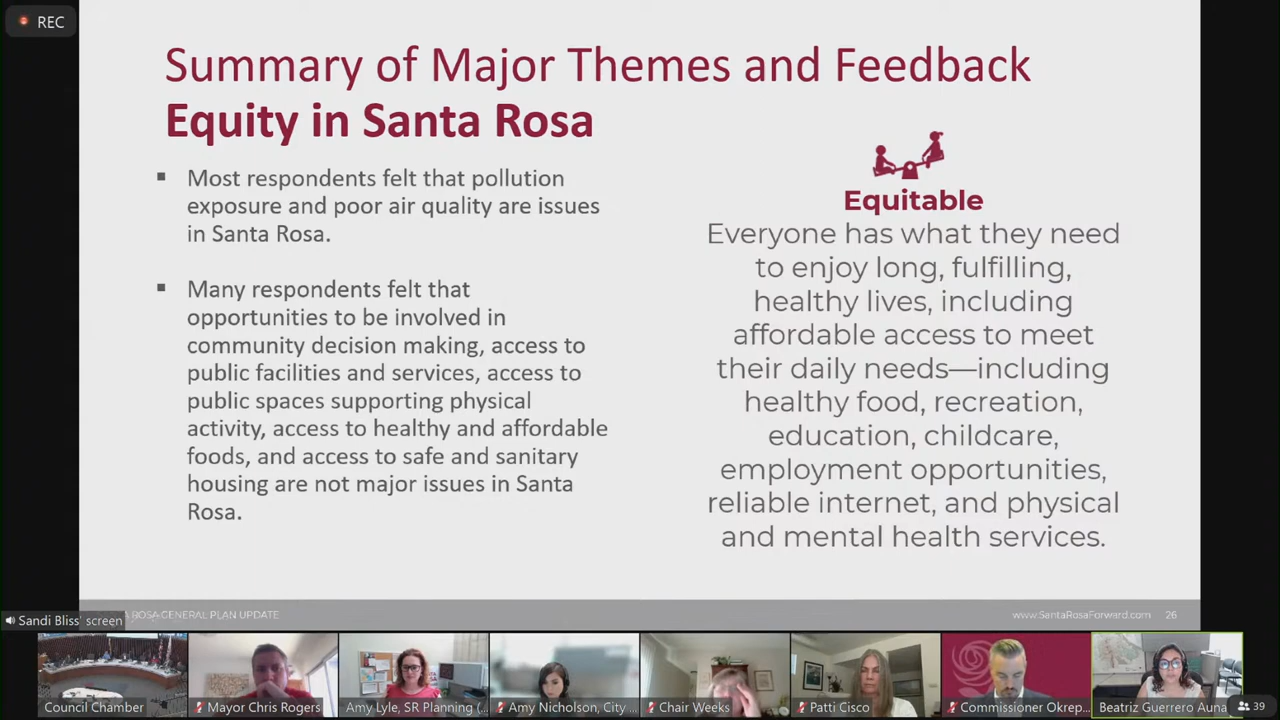 REC
Summary of Major Themes and Feedback
Equity in Santa Rosa
▪ Most respondents felt that pollution
exposure and poor air quality are issues
in Santa Rosa.
▪ Many respondents felt that
opportunities to be involved in
community decision making, access to
public facilities and services, access to
public spaces supporting physical
activity, access to healthy and affordable
foods, and access to safe and sanitary
housing are not major issues in Santa
Rosa.
Equitable
Everyone has what they need
to enjoy long, fulfilling,
healthy lives, including
affordable access to meet
their daily needs—including
healthy food, recreation,
education, childcare,
employment opportunities,
reliable internet, and physical
and mental health services.
Sandi Bliss' screen
ROSA GENERAL PLAN UPDATE
www.SantaRosaForward.com 26
Council Chamber
Mayor Chris Rogers
Amy Lyle, SR Planning (...
Amy Nicholson, City ...
Chair Weeks
Patti Cisco
Commissioner Okrep...
Beatriz Guerrero Auna
39